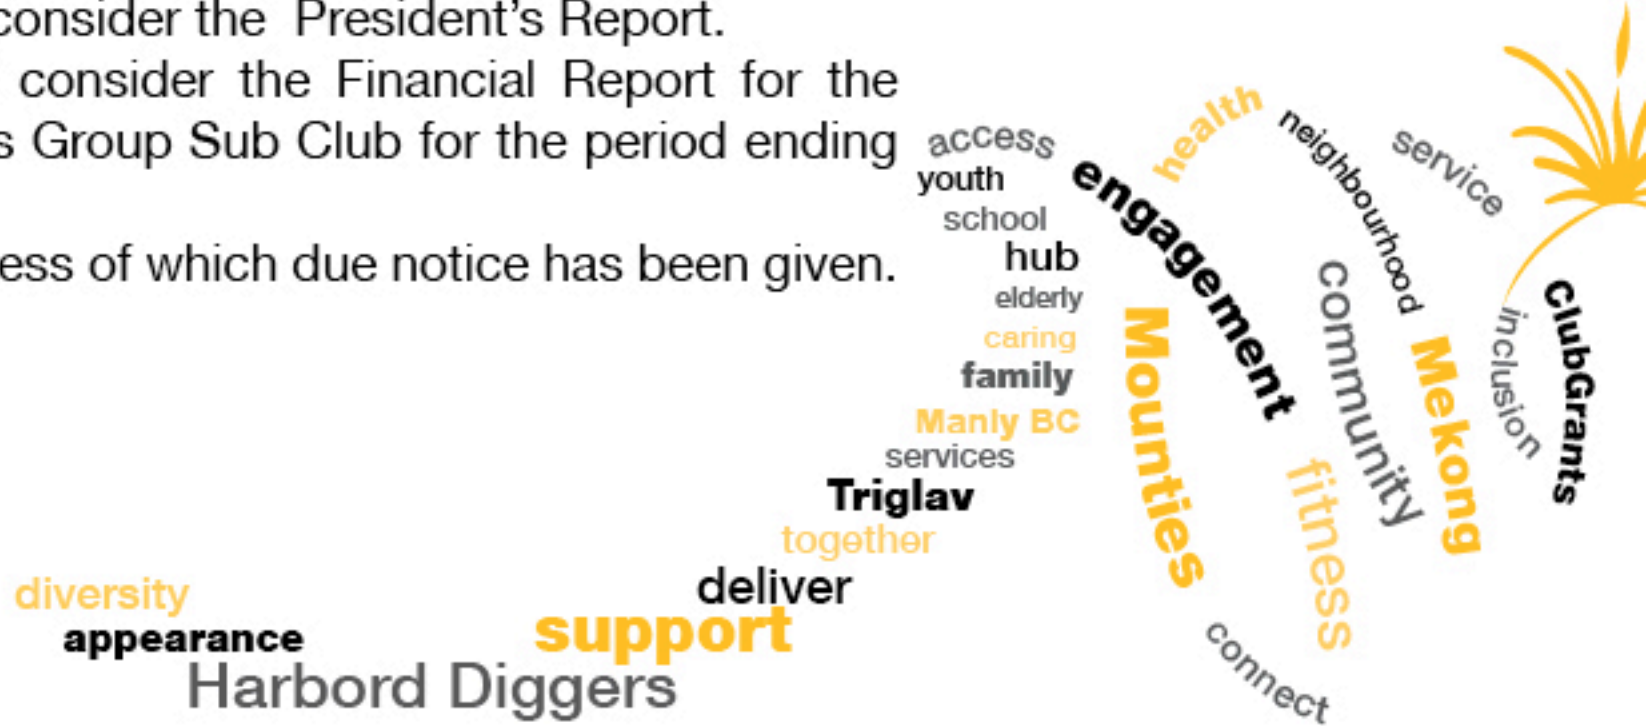 consider the President's Report.
consider the Financial Report for the
s Group Sub Club for the period ending
ess of which due notice has been given.
access
youth
school
hub
elderly
caring
family
Manly BC
services
Triglav
together
deliver
support
diversity
appearance
Harbord Diggers
health
engagement
Mounties
neighbourhood
community
fitness
connect
service
Mekong
inclusion
ClubGrants